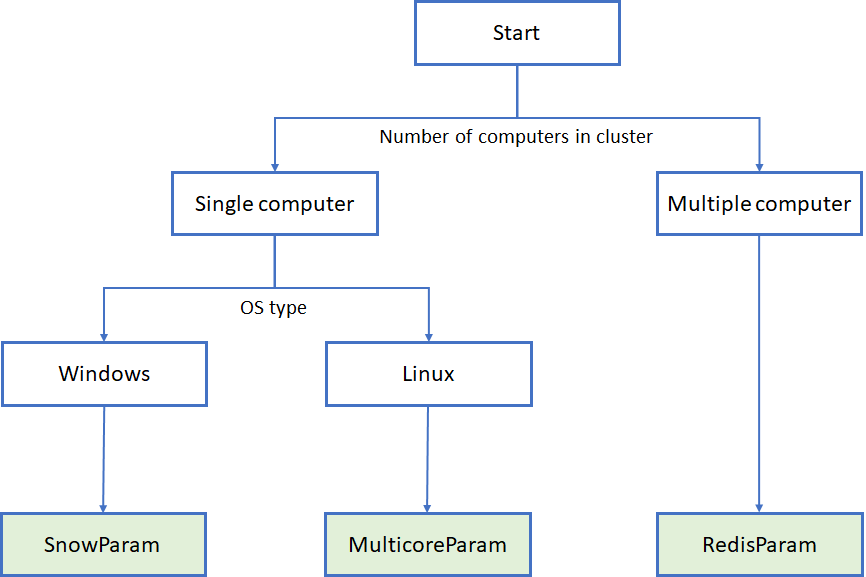 Start
Number of computers in cluster
Single computer
Multiple computer
OS type
Windows
Linux
SnowParam
MulticoreParam
RedisParam